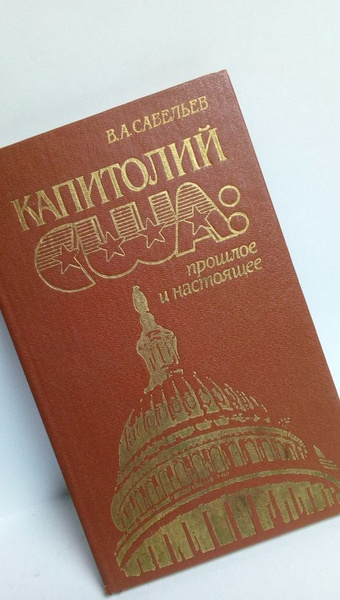 В.А.САВЕЛЬЕВ
КАПИТОЛИЙ
США:
прошлое
и настоящее